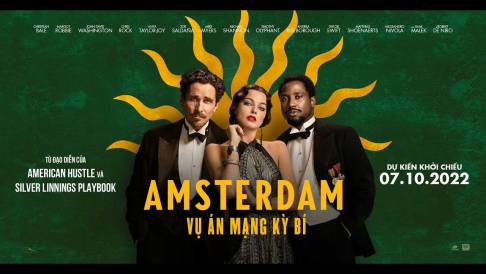 CHRISTIAN BALE MARGOT ROBBIE JOHN DAVID WASHINGTON CHRIS ROCK ANYA TAYLOR-JOY ZOE SALDAÑA MIKE MYERS MICHAEL SHANNON TIMOTHY OLYPHANT ANDREA RISEBOROUGH TAYLOR SWIFT MATTHIAS SCHOENAERTS ALESSANDRO NIVOLA RAMI MALEK ROBERT DE NIRO
TỪ ĐẠO DIỄN CỦA
AMERICAN HUSTLE VÀ
SILVER LINNINGS PLAYBOOK
AMSTERDAM
VỤ ÁN MẠNG KỲ BÍ
DỰ KIẾN KHỞI CHIẾU
07.10.2022